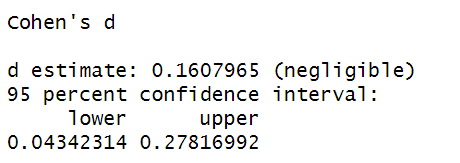 Cohen's d
d estimate: 0.1607965 (negligible)
95 percent confidence interval:
lower upper
0.04342314 0.27816992